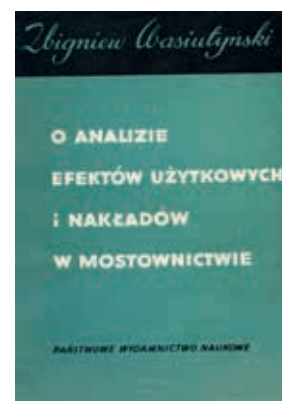 Zbigniew Wasiutyński
O ANALIZIE
EFEKTÓW UŻYTKOWYCH
i NAKŁADÓW
W MOSTOWNICTWIE
PAŃSTWOWE WYDAWNICTWO NAUKOWE